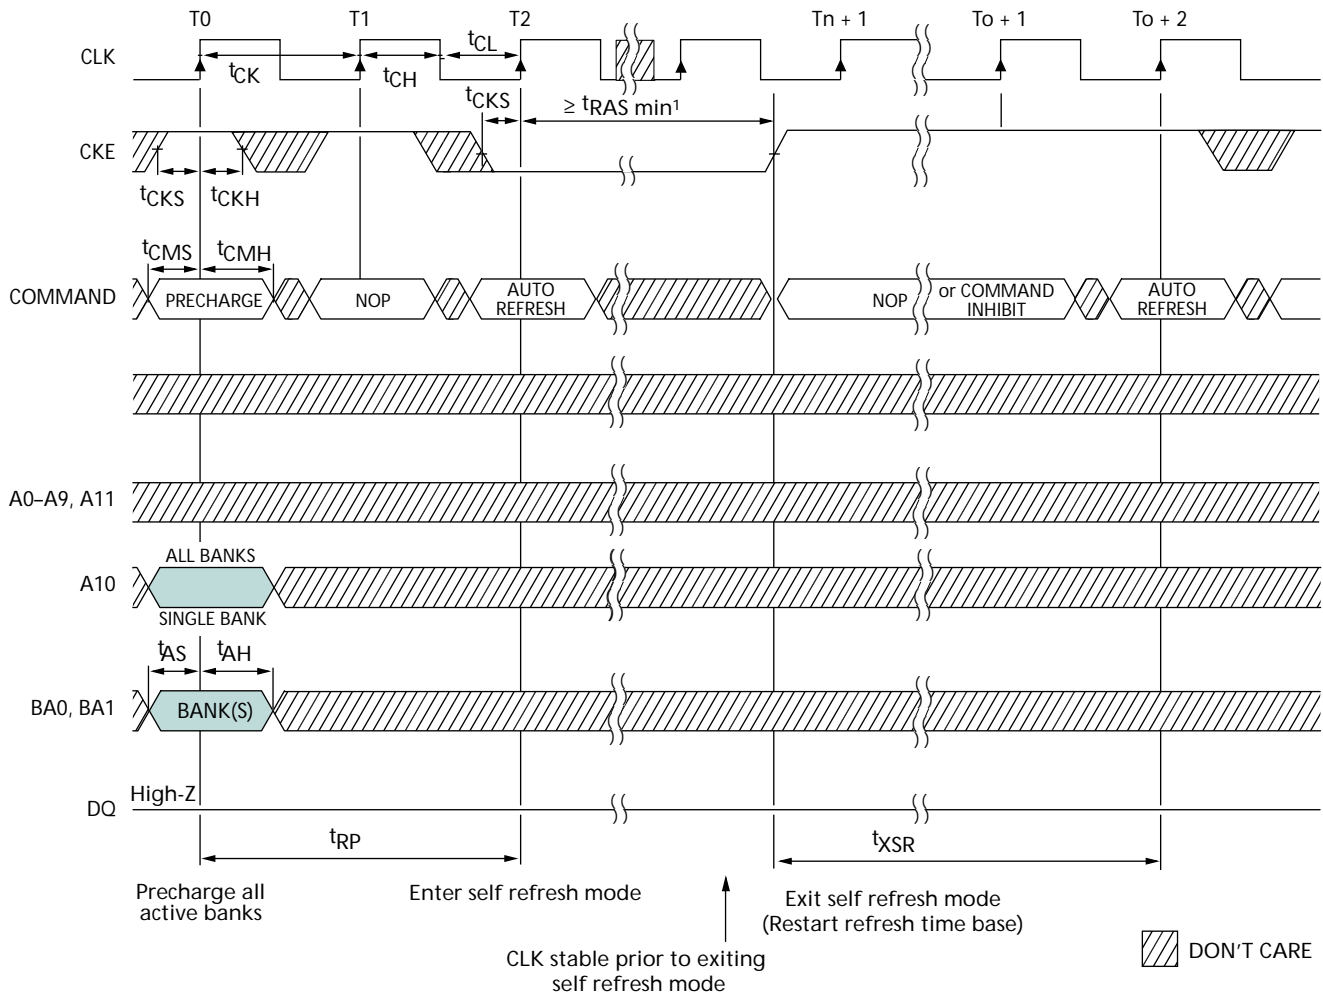 T0 T1 T2 Tn + 1 To + 1 To + 2
CLK
tCK tCH tCL
tCKS ≥ tRAS min¹
CKE
tCKS tCKH
tCMS tCMH
COMMAND PRECHARGE NOP AUTO REFRESH NOP or COMMAND INHIBIT AUTO REFRESH
A0–A9, A11
ALL BANKS
A10
SINGLE BANK
tAS tAH
BA0, BA1 BANK(S)
High-Z
DQ
tRP tXSR
Precharge all
active banks
Enter self refresh mode
Exit self refresh mode
(Restart refresh time base)
CLK stable prior to exiting
self refresh mode
DON'T CARE